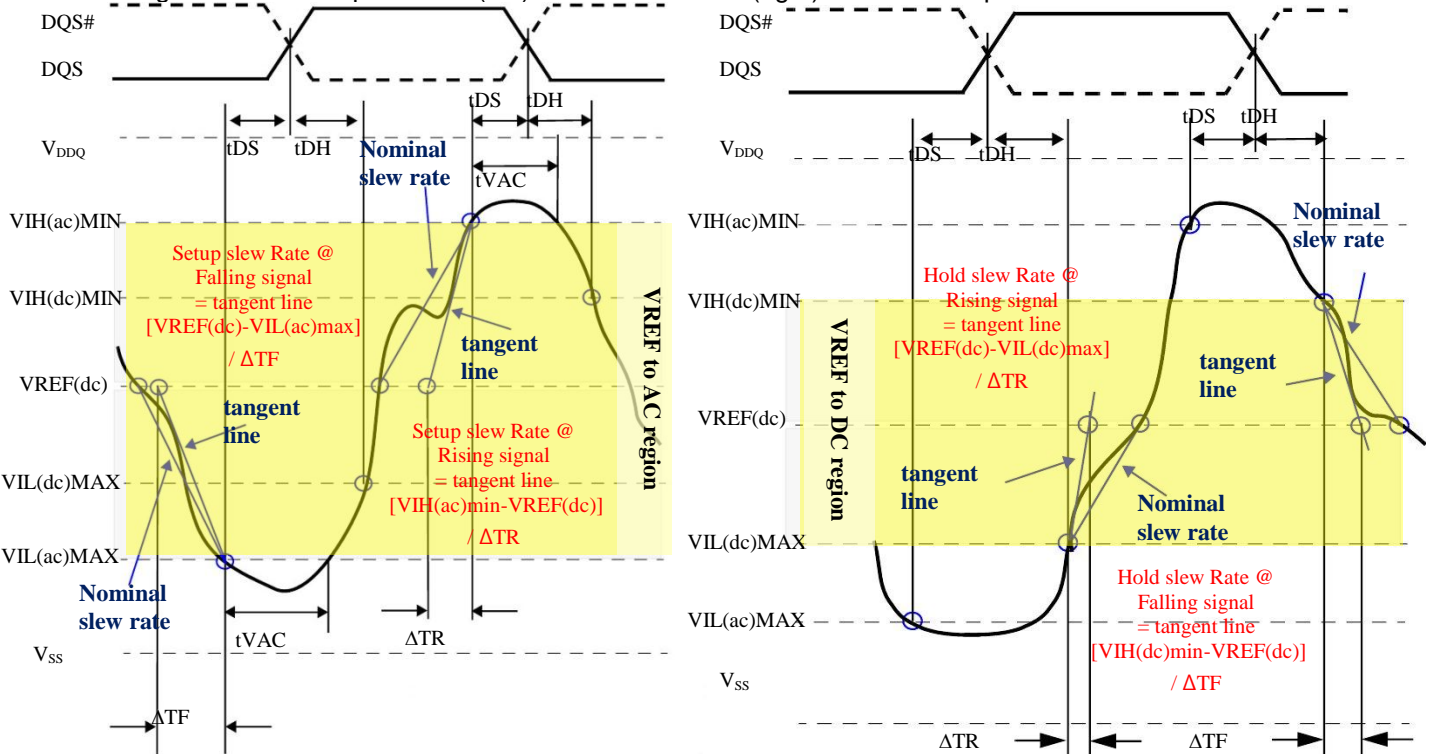 DQS#
DQS
tDS
tDH
tDS
tDH
VDDQ
Nominal
slew rate
tVAC
VIH(ac)MIN
Setup slew Rate @
Falling signal
= tangent line
[VREF(dc)-VIL(ac)max]
/ ΔTF
VIH(dc)MIN
tangent
line
VREF to AC region
VREF(dc)
tangent
line
Setup slew Rate @
Rising signal
= tangent line
[VIH(ac)min-VREF(dc)]
/ ΔTR
VIL(dc)MAX
VIL(ac)MAX
Nominal
slew rate
tVAC
ΔTR
VSS
ΔTF
DQS#
DQS
tDS
tDH
tDS
tDH
VDDQ
VIH(ac)MIN
Nominal
slew rate
Hold slew Rate @
Rising signal
= tangent line
[VREF(dc)-VIL(dc)max]
/ ΔTR
VIH(dc)MIN
VREF to DC region
tangent
line
VREF(dc)
tangent
line
Nominal
slew rate
VIL(dc)MAX
Hold slew Rate @
Falling signal
= tangent line
[VIH(dc)min-VREF(dc)]
/ ΔTF
VIL(ac)MAX
VSS
ΔTR
ΔTF